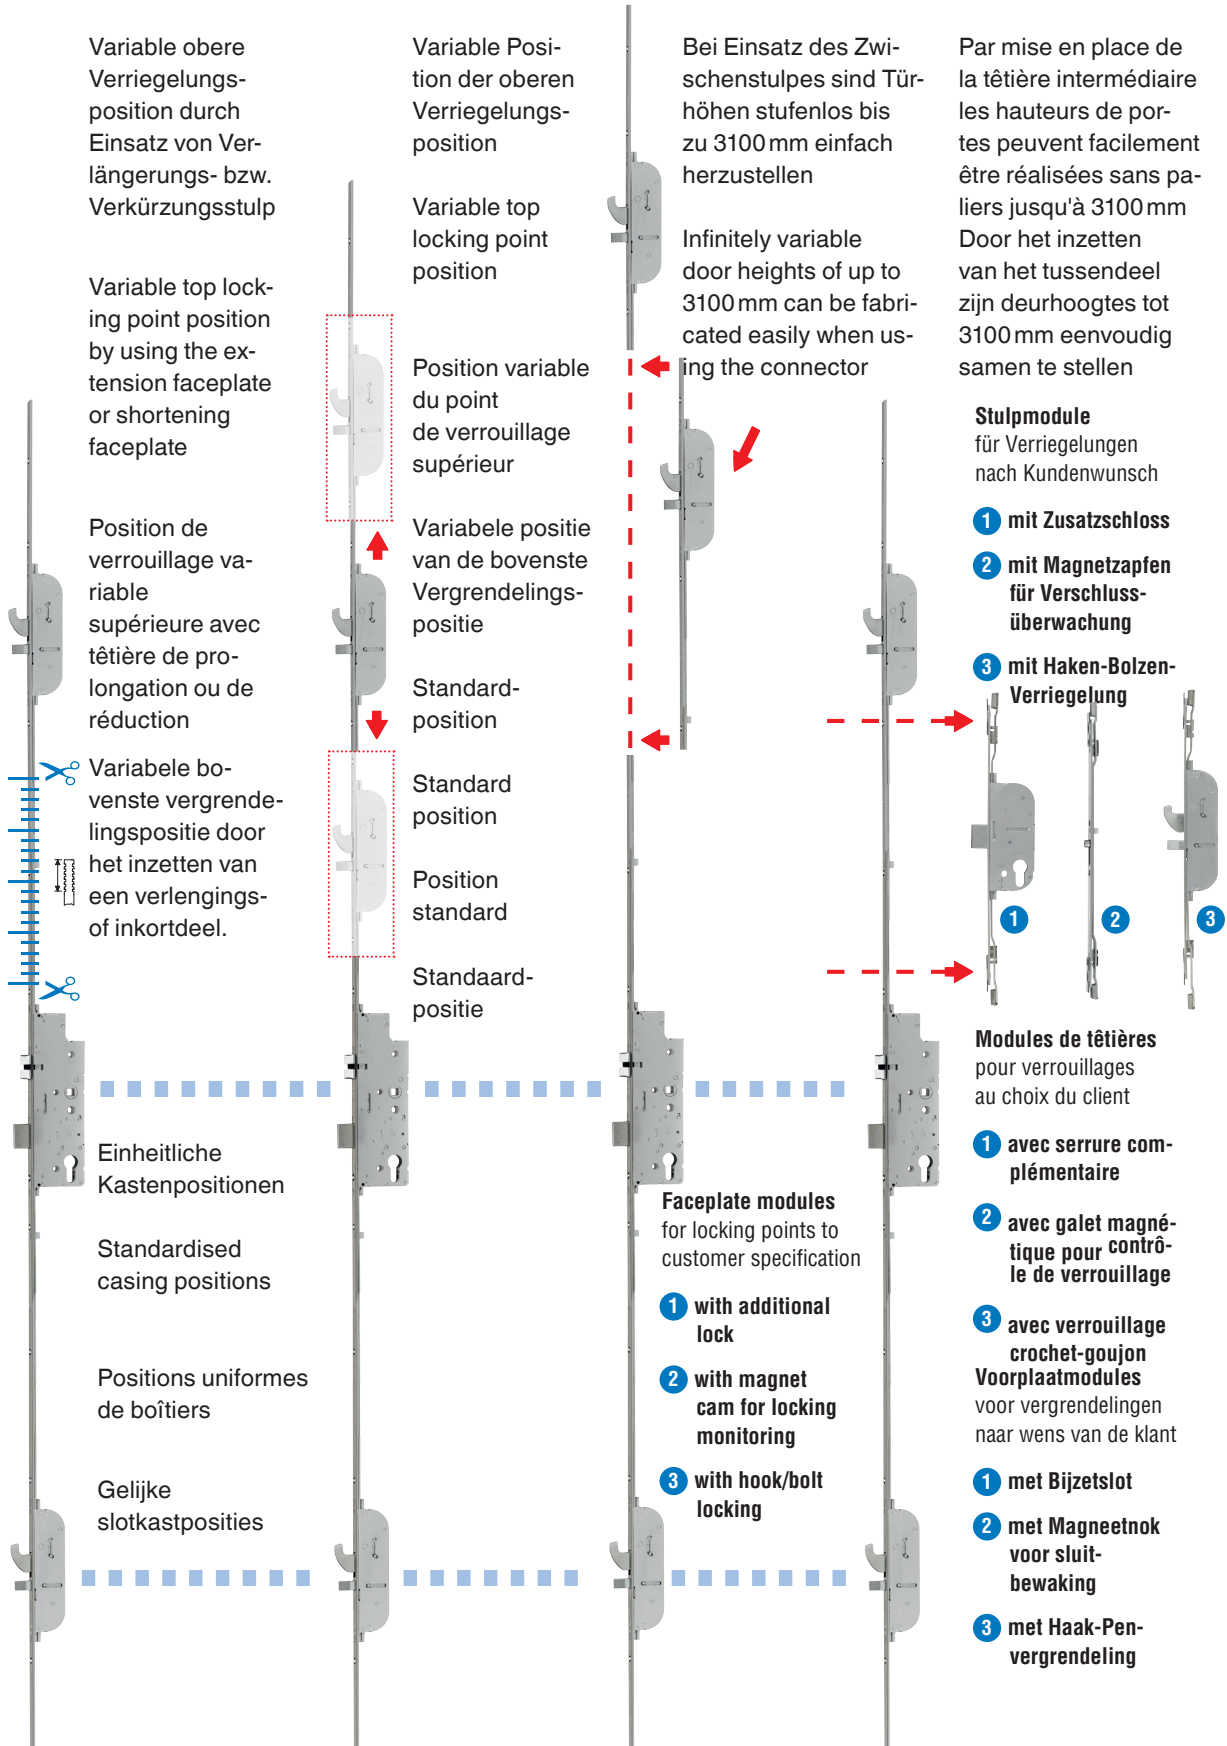 Variable obere
Verriegelungs-
position durch
Einsatz von Ver-
längerungs- bzw.
Verkürzungsstulp
Variable top lock-
ing point position
by using the ex-
tension faceplate
or shortening
faceplate
Position de
verrouillage va-
riable
supérieure avec
têtière de pro-
longation ou de
réduction
Variabele bo-
venste vergrende-
lingspositie door
het inzetten van
een verlengings-
of inkortdeel.
Einheitliche
Kastenpositionen
Standardised
casing positions
Positions uniformes
de boîtiers
Gelijke
slotkastposities
Variable Posi-
tion der oberen
Verriegelungs-
position
Variable top
locking point
position
Position variable
du point
de verrouillage
supérieur
Variabele positie
van de bovenste
Vergrendelings-
positie
Standard-
position
Standard
position
Position
standard
Standaard-
positie
Bei Einsatz des Zwi-
schenstulpes sind Tür-
höhen stufenlos bis
zu 3100 mm einfach
herzustellen
Infinitely variable
door heights of up to
3100 mm can be fabri-
cated easily when us-
ing the connector
Faceplate modules
for locking points to
customer specification
1 with additional
lock
2 with magnet
cam for locking
monitoring
3 with hook/bolt
locking
Par mise en place de
la têtière intermédiaire
les hauteurs de por-
tes peuvent facilement
être réalisées sans pa-
liers jusqu'à 3100 mm
Door het inzetten
van het tussendeel
zijn deurhoogtes tot
3100 mm eenvoudig
samen te stellen
Stulpmodule
für Verriegelungen
nach Kundenwunsch
1 mit Zusatzschloss
2 mit Magnetzapfen
für Verschluss-
überwachung
3 mit Haken-Bolzen-
Verriegelung
1 2 3
Modules de têtières
pour verrouillages
au choix du client
1 avec serrure com-
plémentaire
2 avec galet magné-
tique pour contrô-
le de verrouillage
3 avec verrouillage
crochet-goujon
Voorplaatmodules
voor vergrendelingen
naar wens van de klant
1 met Bijzetslot
2 met Magneetnok
voor sluit-
bewaking
3 met Haak-Pen-
vergrendeling